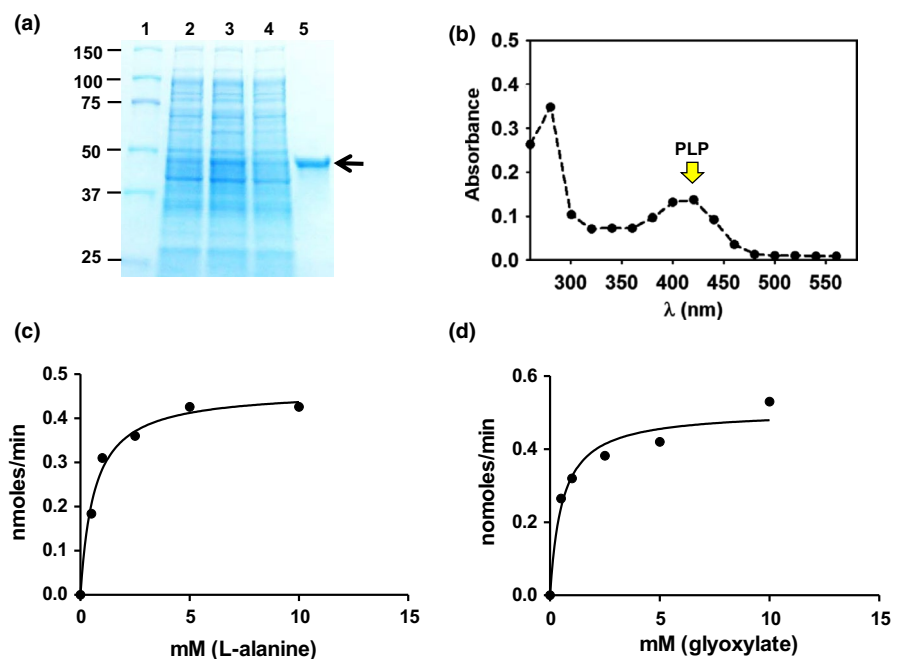 (a)
1 2 3 4 5
150
100
75
50
37
25
(b)
Absorbance
0.5
0.4
0.3
0.2
0.1
0.0
PLP
300 350 400 450 500 550
λ (nm)
(c)
nmoles/min
0.5
0.4
0.3
0.2
0.1
0.0
0 5 10 15
mM (L-alanine)
(d)
nomoles/min
0.6
0.4
0.2
0.0
0 5 10 15
mM (glyoxylate)